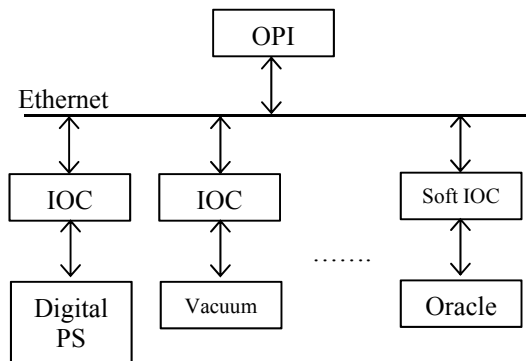 OPI
Ethernet
IOC
IOC
Soft IOC
.......
Digital
PS
Vacuum
Oracle